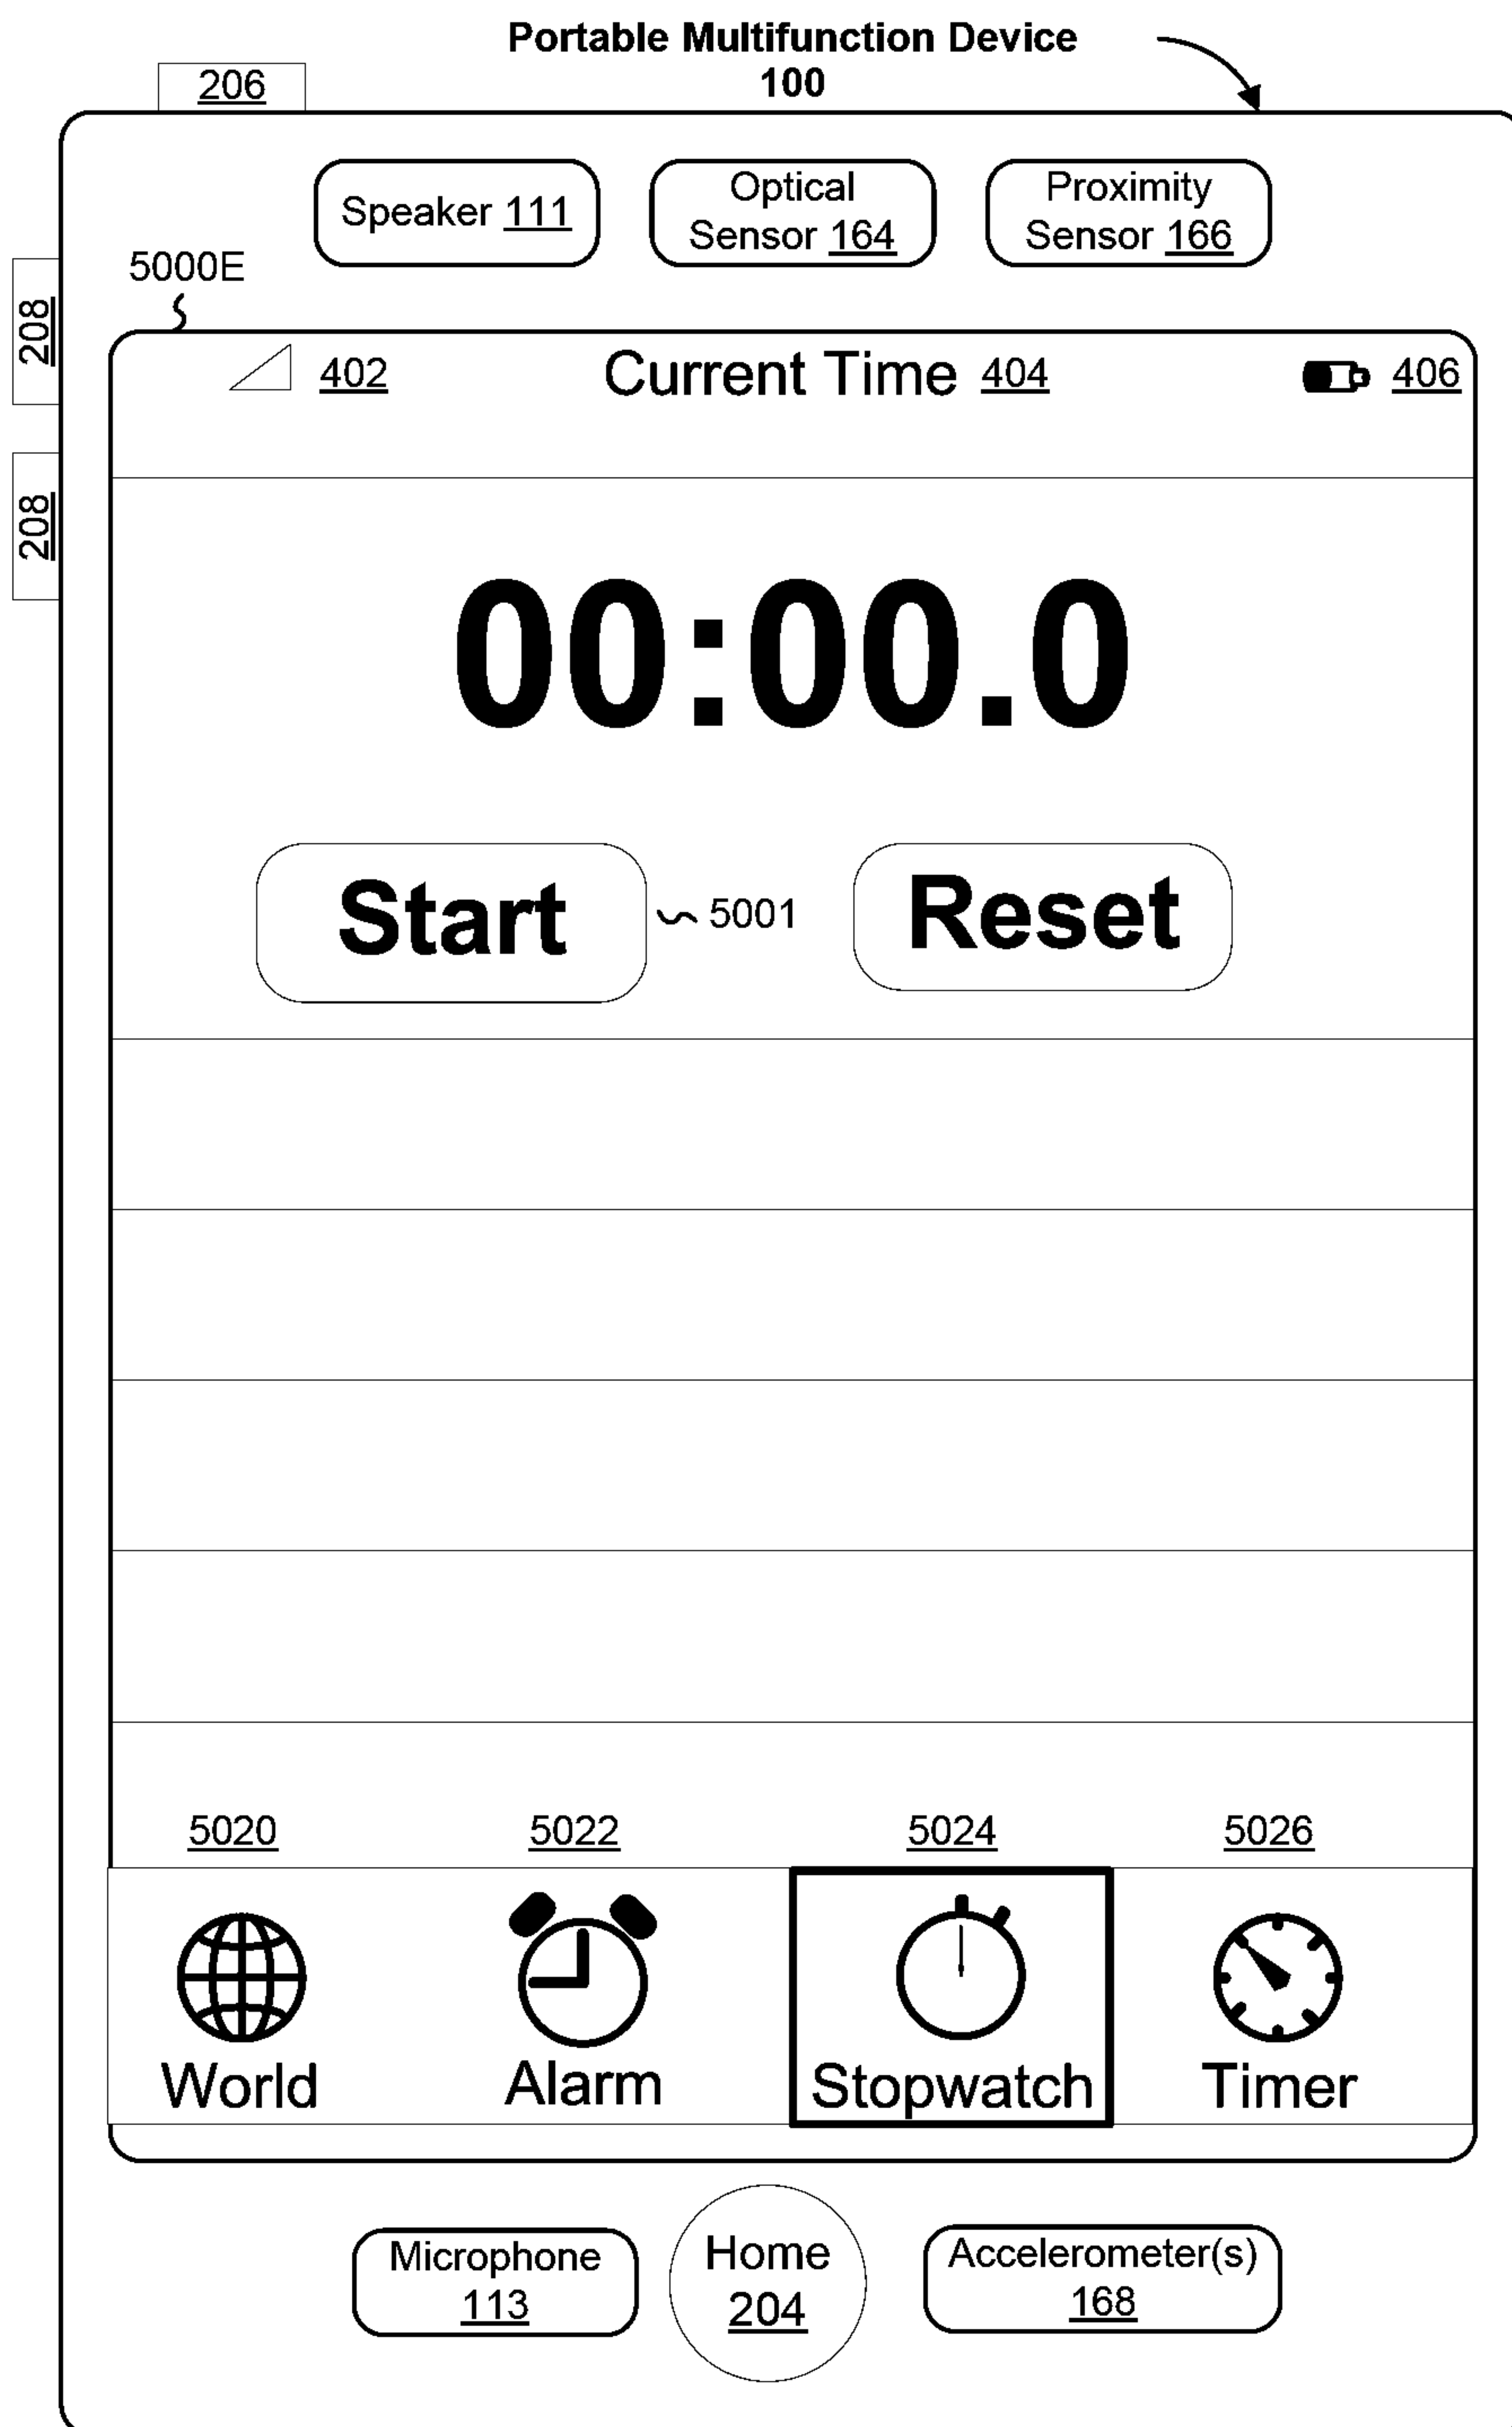 Portable Multifunction Device
100
206
Speaker 111
Optical
Sensor 164
Proximity
Sensor 166
5000E
208
208
402
Current Time 404
406
00:00.0
Start
5001
Reset
5020
5022
5024
5026
World
Alarm
Stopwatch
Timer
Microphone
113
Home
204
Accelerometer(s)
168